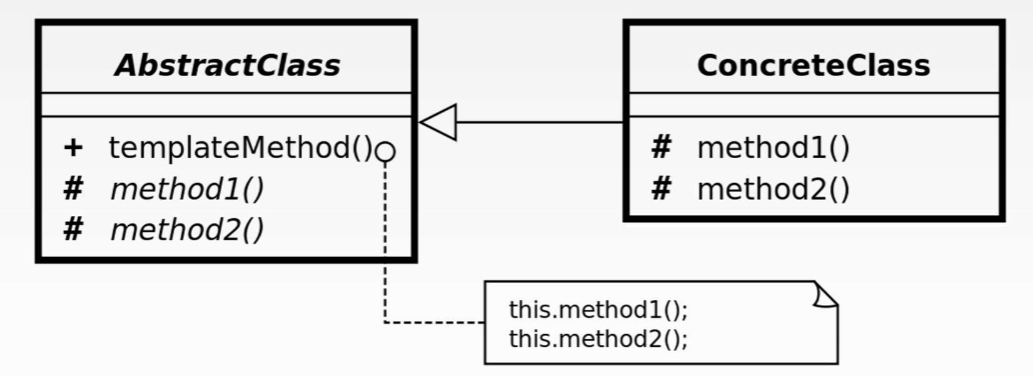 AbstractClass
+ templateMethod()
# method1()
# method2()
ConcreteClass
# method1()
# method2()
this.method1();
this.method2();